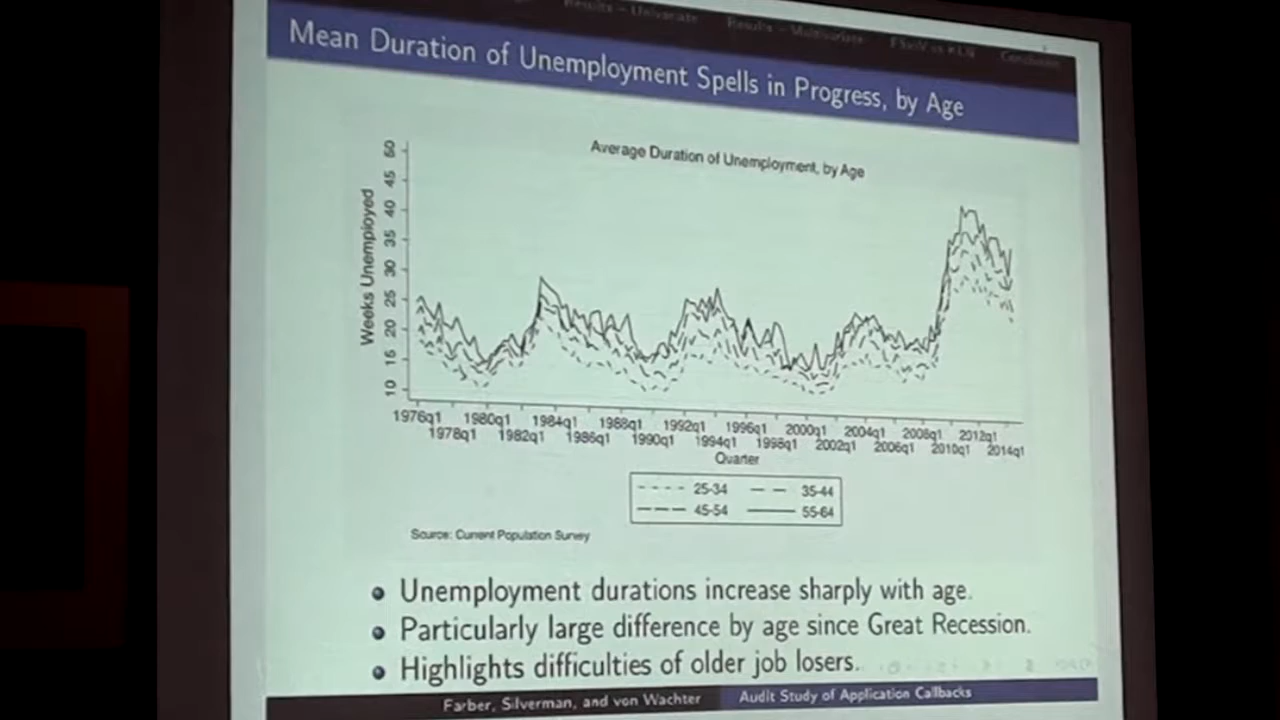 Results – Univariate Results – Multivariate FSvW vs KLN Conclusion
Mean Duration of Unemployment Spells in Progress, by Age
Average Duration of Unemployment, by Age
Weeks Unemployed
50
45
40
35
30
25
20
15
10
1976q1 1980q1 1984q1 1988q1 1992q1 1996q1 2000q1 2004q1 2008q1 2012q1
1978q1 1982q1 1986q1 1990q1 1994q1 1998q1 2002q1 2006q1 2010q1 2014q1
Quarter
25-34 35-44
45-54 55-64
Source: Current Population Survey
Unemployment durations increase sharply with age.
Particularly large difference by age since Great Recession.
Highlights difficulties of older job losers.
Farber, Silverman, and von Wachter Audit Study of Application Callbacks